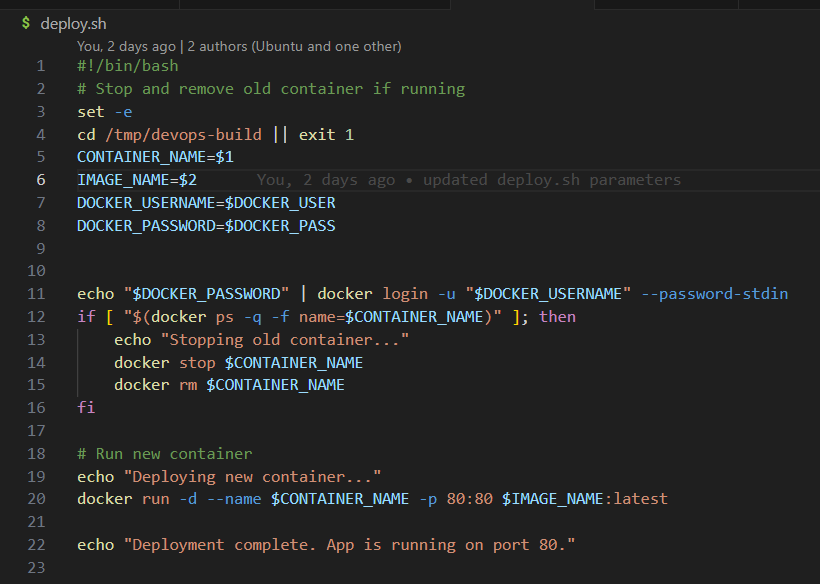 $ deploy.sh
You, 2 days ago | 2 authors (Ubuntu and one other)
1 #!/bin/bash
2 # Stop and remove old container if running
3 set -e
4 cd /tmp/devops-build || exit 1
5 CONTAINER_NAME=$1
6 IMAGE_NAME=$2 You, 2 days ago • updated deploy.sh parameters
7 DOCKER_USERNAME=$DOCKER_USER
8 DOCKER_PASSWORD=$DOCKER_PASS
9
10
11 echo "$DOCKER_PASSWORD" | docker login -u "$DOCKER_USERNAME" --password-stdin
12 if [ "$(docker ps -q -f name=$CONTAINER_NAME)" ]; then
13     echo "Stopping old container..."
14     docker stop $CONTAINER_NAME
15     docker rm $CONTAINER_NAME
16 fi
17
18 # Run new container
19 echo "Deploying new container..."
20 docker run -d --name $CONTAINER_NAME -p 80:80 $IMAGE_NAME:latest
21
22 echo "Deployment complete. App is running on port 80."
23